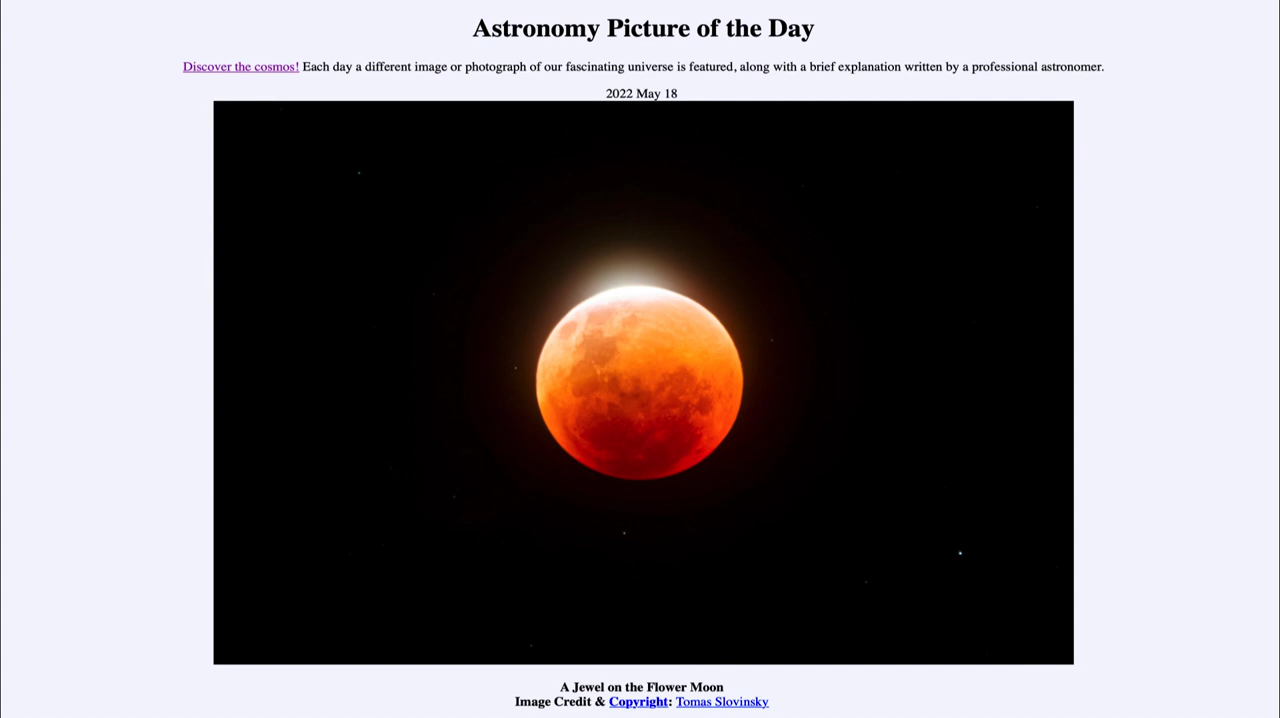 Astronomy Picture of the Day
Discover the cosmos! Each day a different image or photograph of our fascinating universe is featured, along with a brief explanation written by a professional astronomer.
2022 May 18
A Jewel on the Flower Moon
Image Credit & Copyright: Tomas Slovinsky